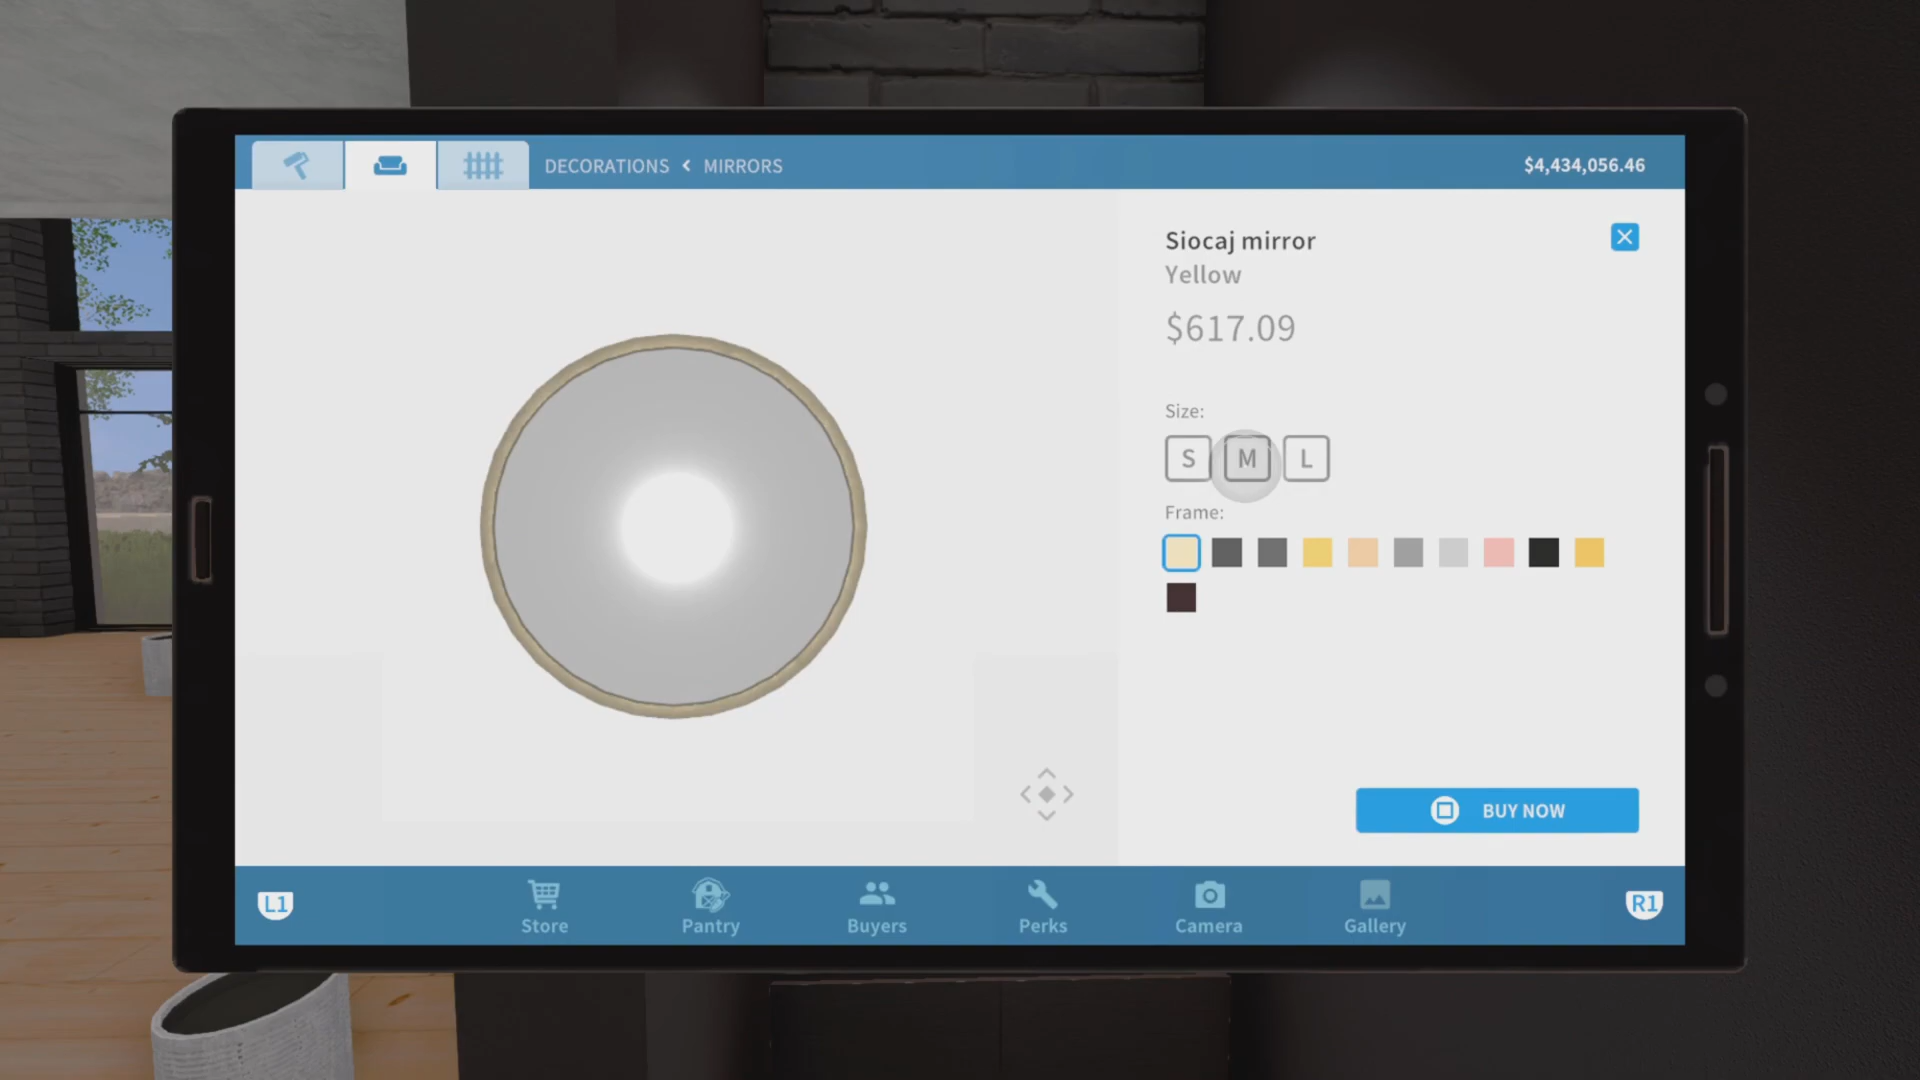 DECORATIONS < MIRRORS
$4,434,056.46
Siocaj mirror
Yellow
$617.09
Size:
S M L
Frame:
BUY NOW
L1
Store
Pantry
Buyers
Perks
Camera
Gallery
R1